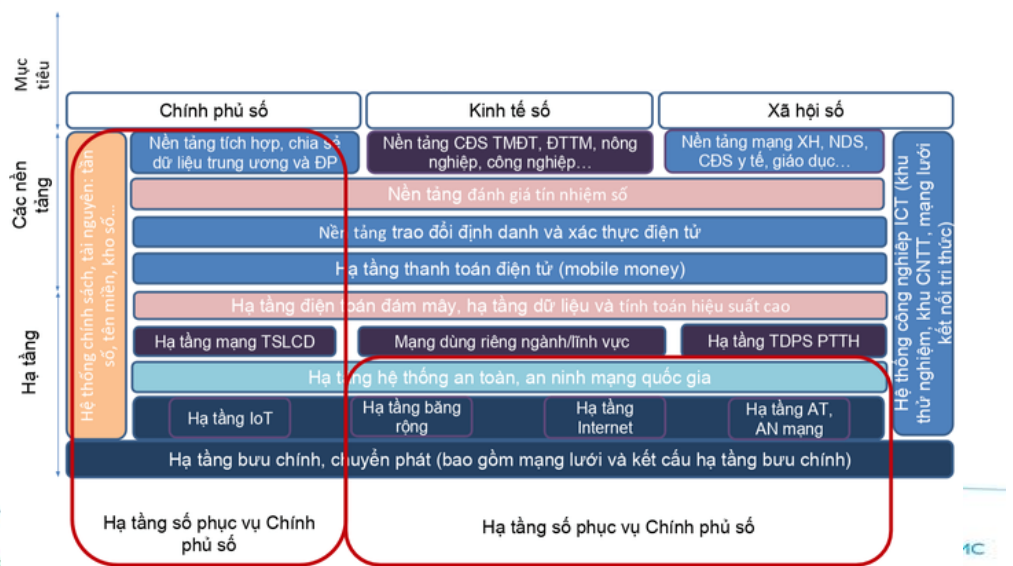 Mục
tiêu
Chính phủ số
Kinh tế số
Xã hội số
Các nền
tảng
Hệ thống chính sách, tài nguyên: tần
số, tên miền, kho số...
Nền tảng tích hợp, chia sẻ
dữ liệu trung ương và ĐP
Nền tảng CĐS TMĐT, ĐTTM, nông
nghiệp, công nghiệp...
Nền tảng mạng XH, NDS,
CĐS y tế, giáo dục...
Hệ thống công nghiệp ICT (khu
thử nghiệm, khu CNTT, mạng lưới
kết nối tri thức)
Nền tảng đánh giá tín nhiệm số
Nền tảng trao đổi định danh và xác thực điện tử
Hạ tầng thanh toán điện tử (mobile money)
Hạ tầng
Hạ tầng điện toán đám mây, hạ tầng dữ liệu và tính toán hiệu suất cao
Hạ tầng mạng TSLCD
Mạng dùng riêng ngành/lĩnh vực
Hạ tầng TDPS PTTH
Hạ tầng hệ thống an toàn, an ninh mạng quốc gia
Hạ tầng IoT
Hạ tầng băng
rộng
Hạ tầng
Internet
Hạ tầng AT,
AN mạng
Hạ tầng bưu chính, chuyển phát (bao gồm mạng lưới và kết cấu hạ tầng bưu chính)
Hạ tầng số phục vụ Chính
phủ số
Hạ tầng số phục vụ Chính phủ số